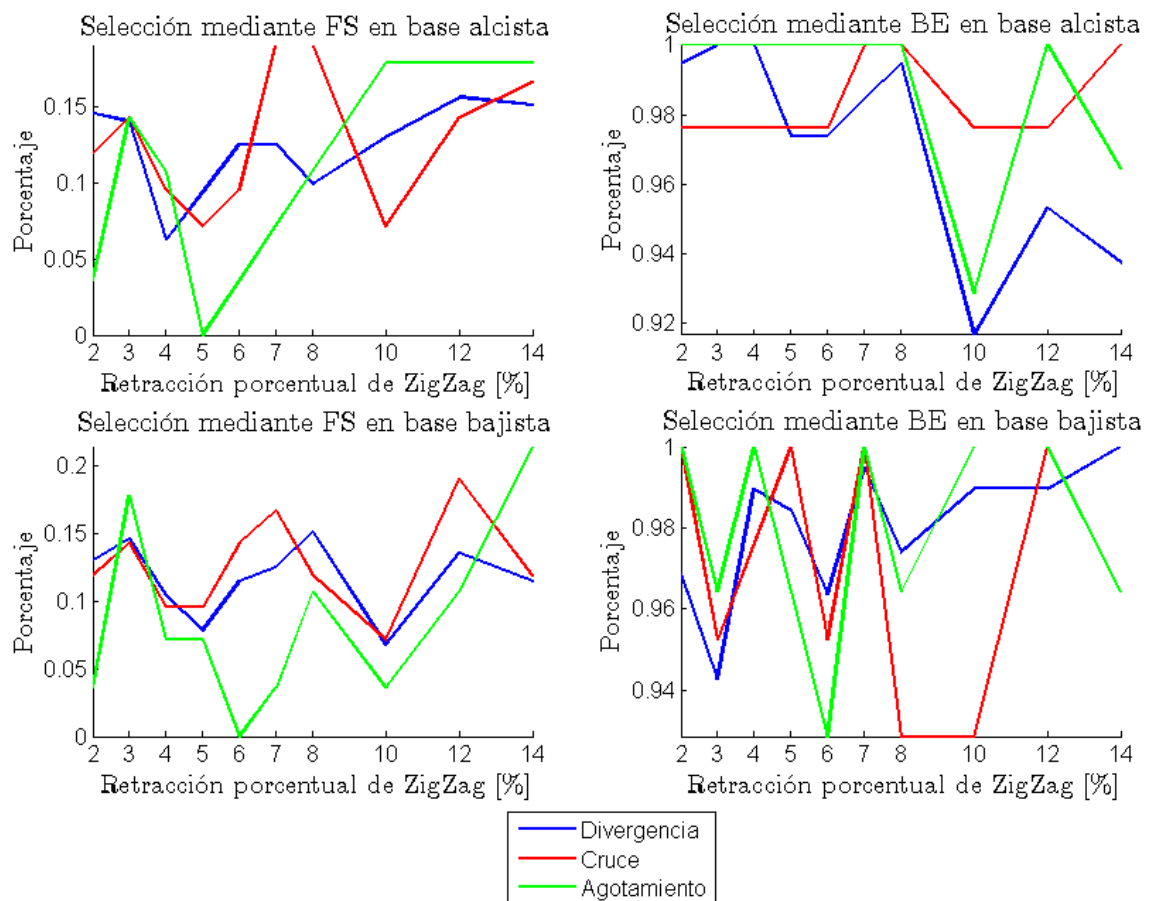 Selección mediante FS en base alcista
Porcentaje
0.15
0.1
0.05
0
2 3 4 5 6 7 8 10 12 14
Retracción porcentual de ZigZag [%]
Selección mediante BE en base alcista
Porcentaje
1
0.98
0.96
0.94
0.92
2 3 4 5 6 7 8 10 12 14
Retracción porcentual de ZigZag [%]
Selección mediante FS en base bajista
Porcentaje
0.2
0.15
0.1
0.05
0
2 3 4 5 6 7 8 10 12 14
Retracción porcentual de ZigZag [%]
Selección mediante BE en base bajista
Porcentaje
1
0.98
0.96
0.94
2 3 4 5 6 7 8 10 12 14
Retracción porcentual de ZigZag [%]
Divergencia
Cruce
Agotamiento